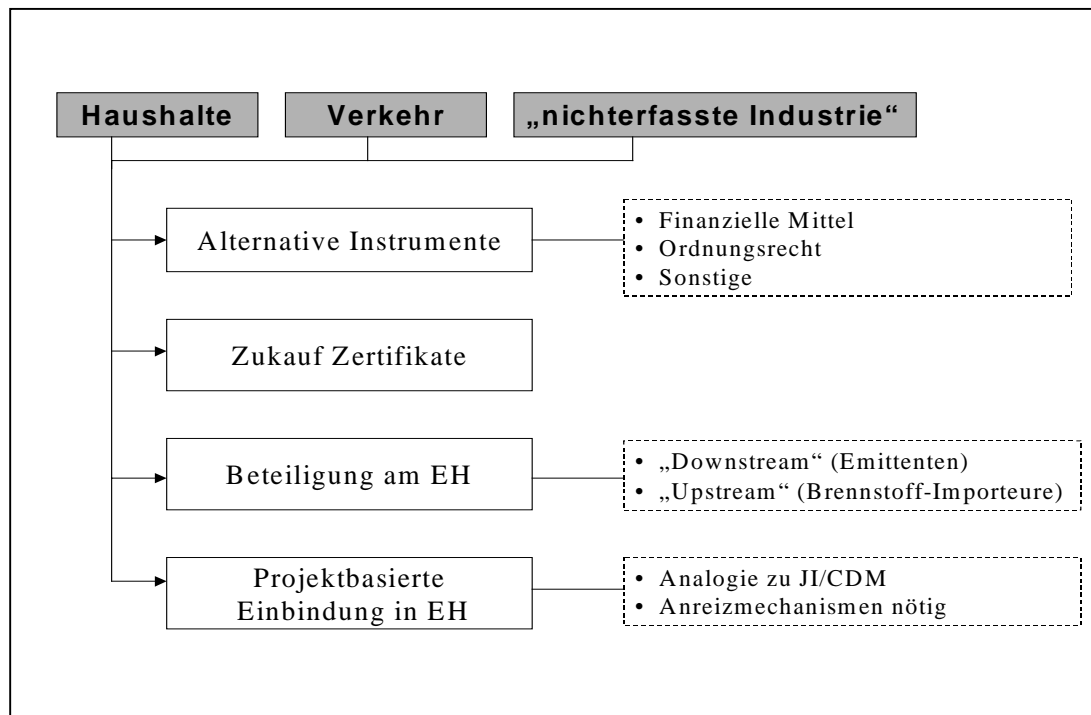 Haushalte
Verkehr
„nichterfasste Industrie“
Alternative Instrumente
• Finanzielle Mittel
• Ordnungsrecht
• Sonstige
Zukauf Zertifikate
Beteiligung am EH
• „Downstream“ (Emittenten)
• „Upstream“ (Brennstoff-Importeure)
Projektbasierte
Einbindung in EH
• Analogie zu JI/CDM
• Anreizmechanismen nötig